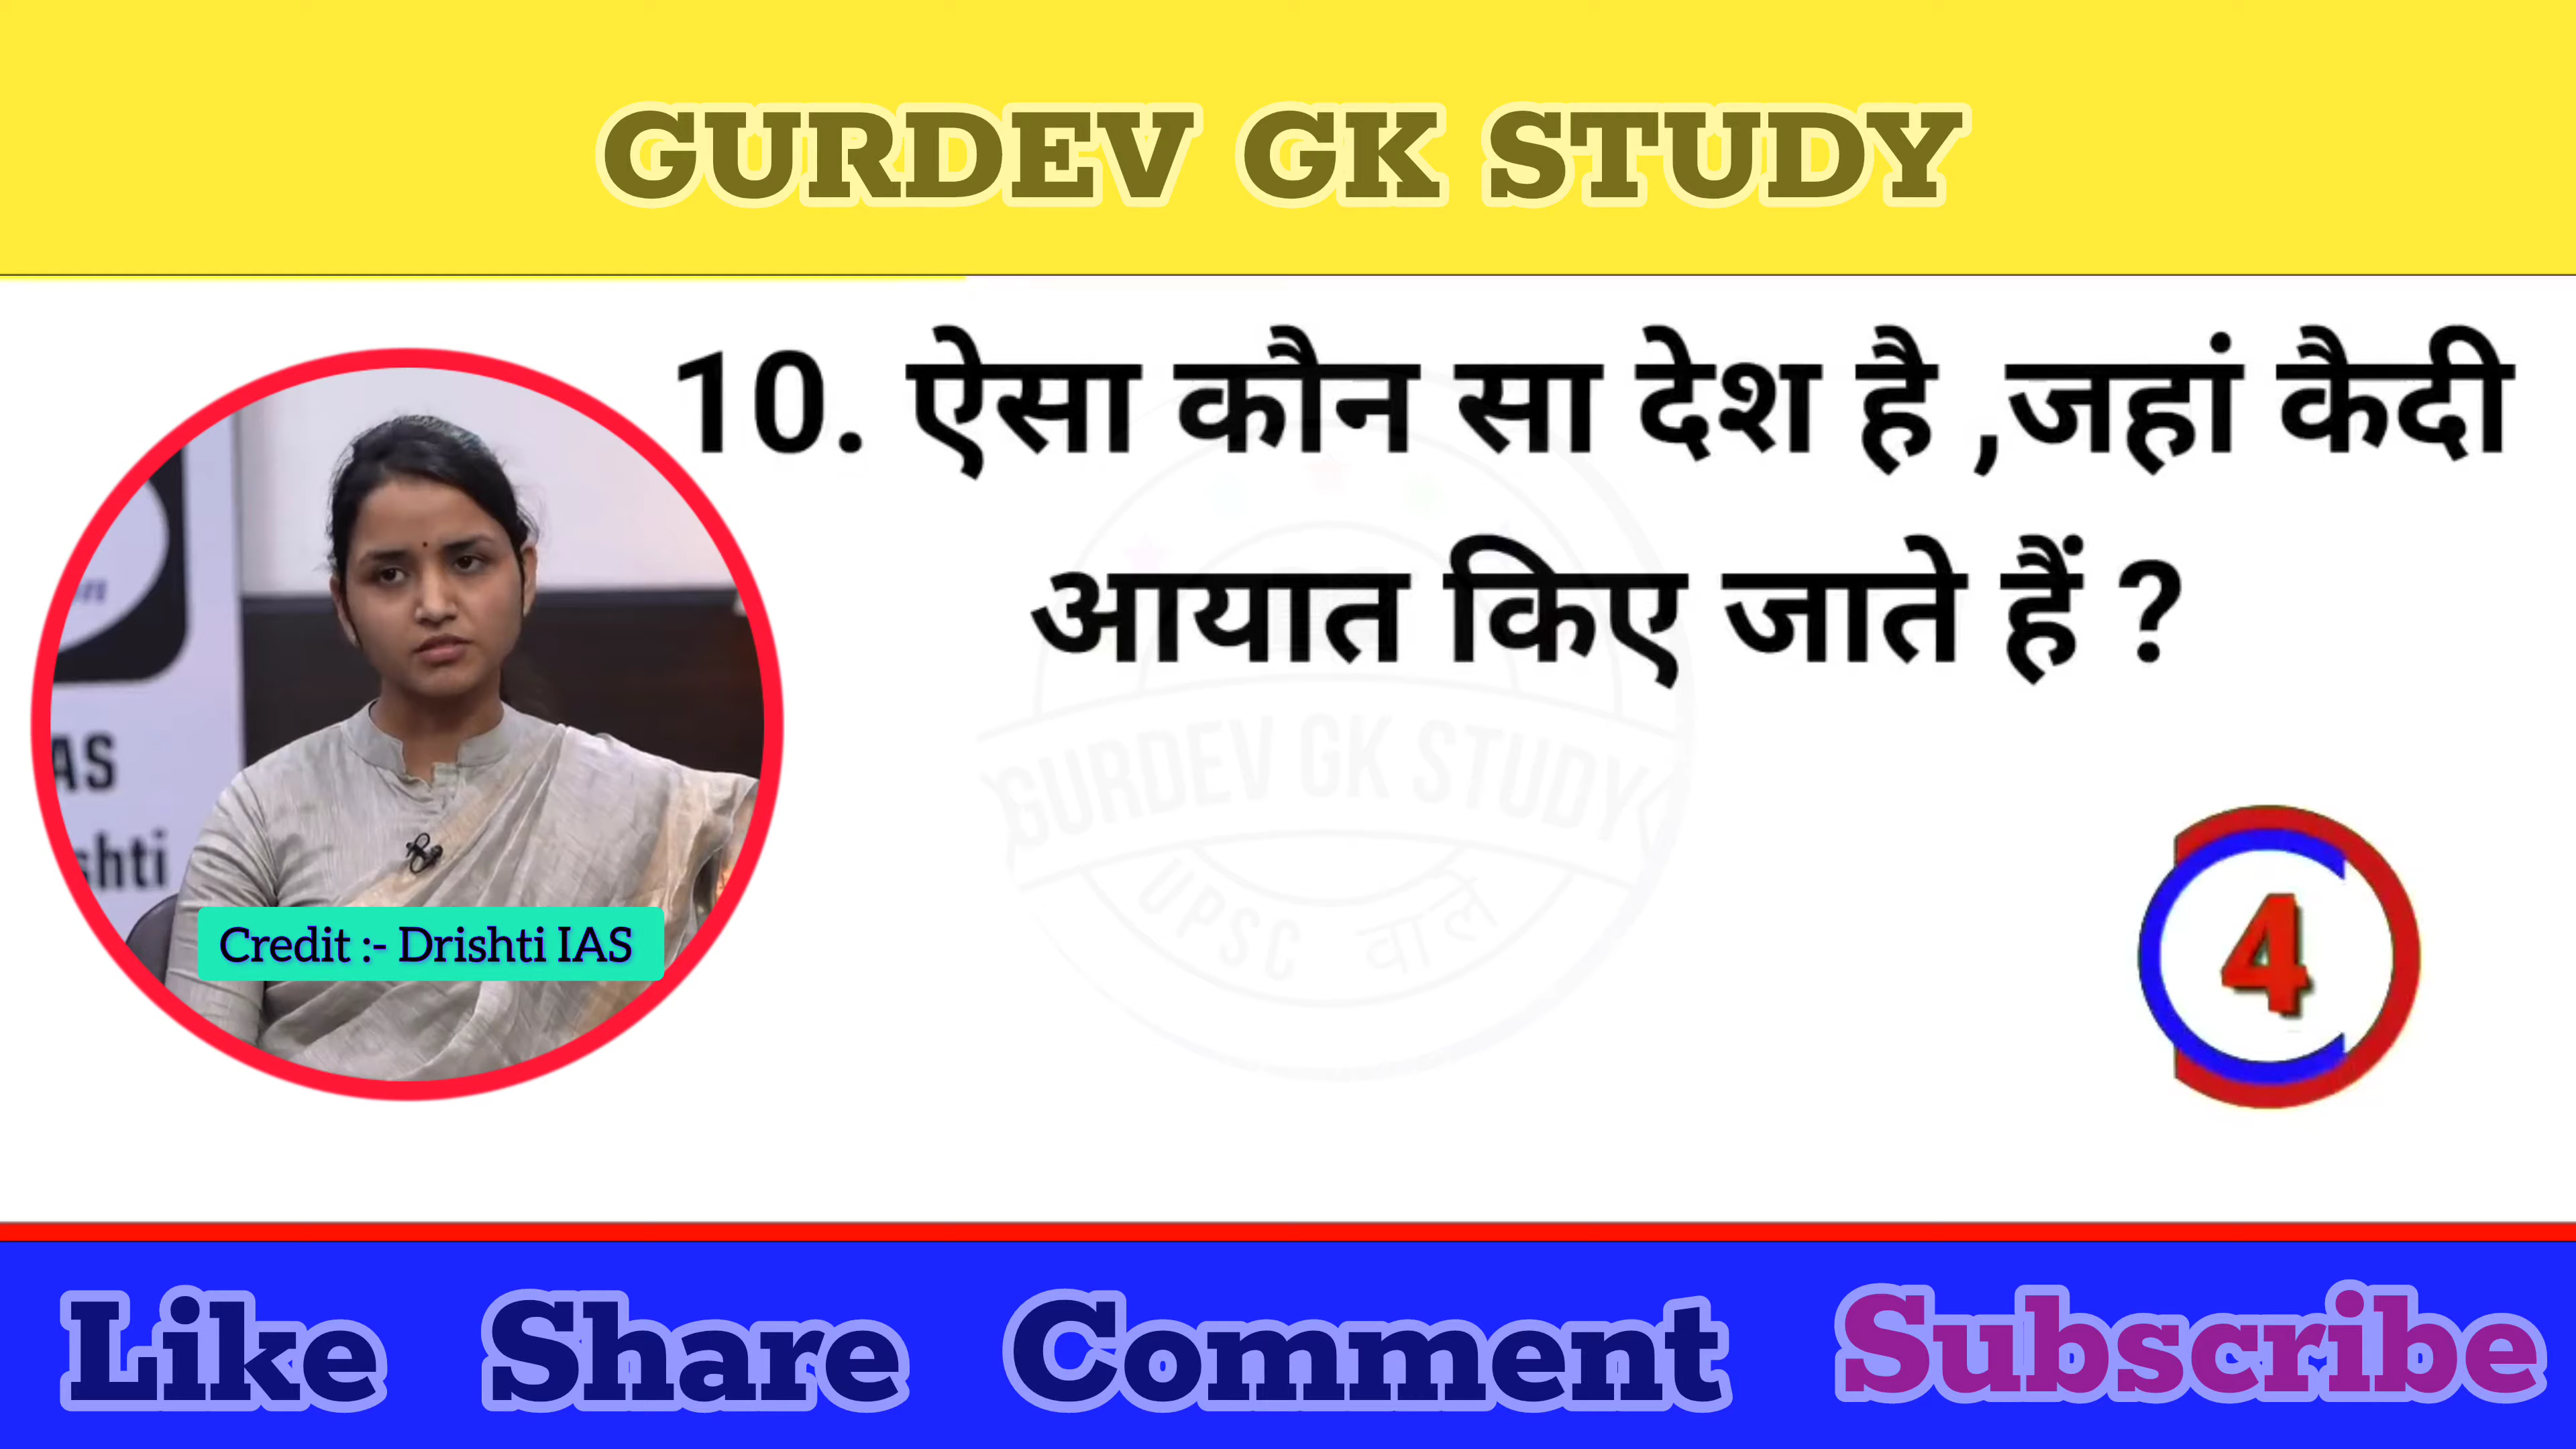 GURDEV GK STUDY
10. ऐसा कौन सा देश है ,जहां कैदी
आयात किए जाते हैं ?
GURDEV GK STUDY
UPSC वाले
AS
shti
Credit :- Drishti IAS
4
Like Share Comment Subscribe